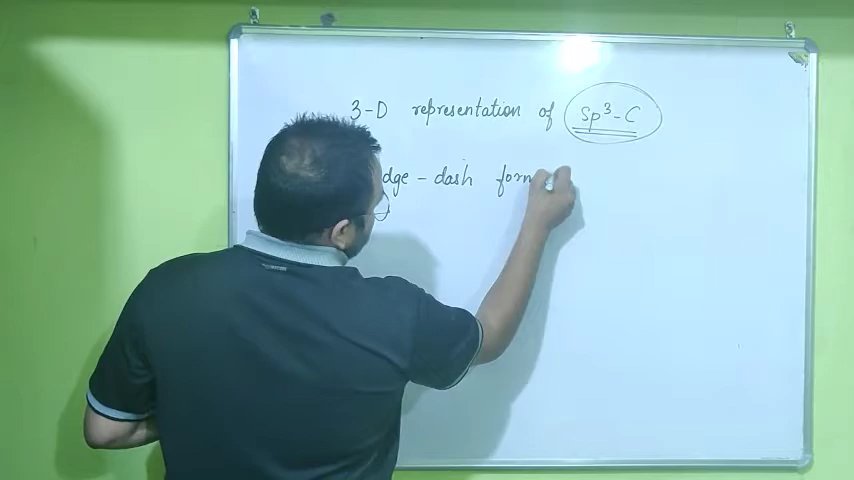 3-D representation of Sp³-C
dge - dash form